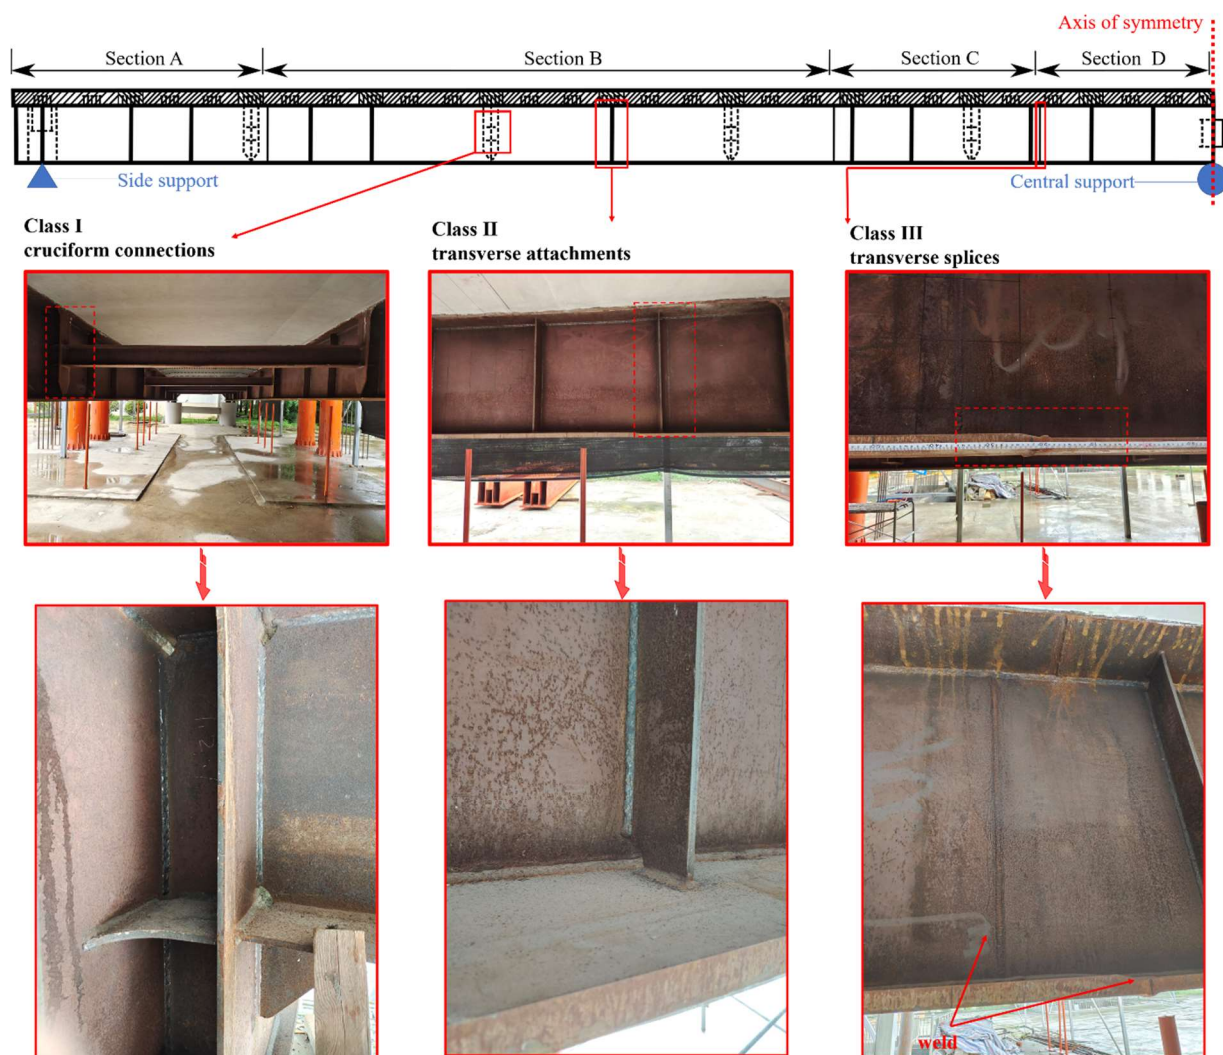 Axis of symmetry
Section A
Section B
Section C
Section D
Side support
Central support
Class I
cruciform connections
Class II
transverse attachments
Class III
transverse splices
weld